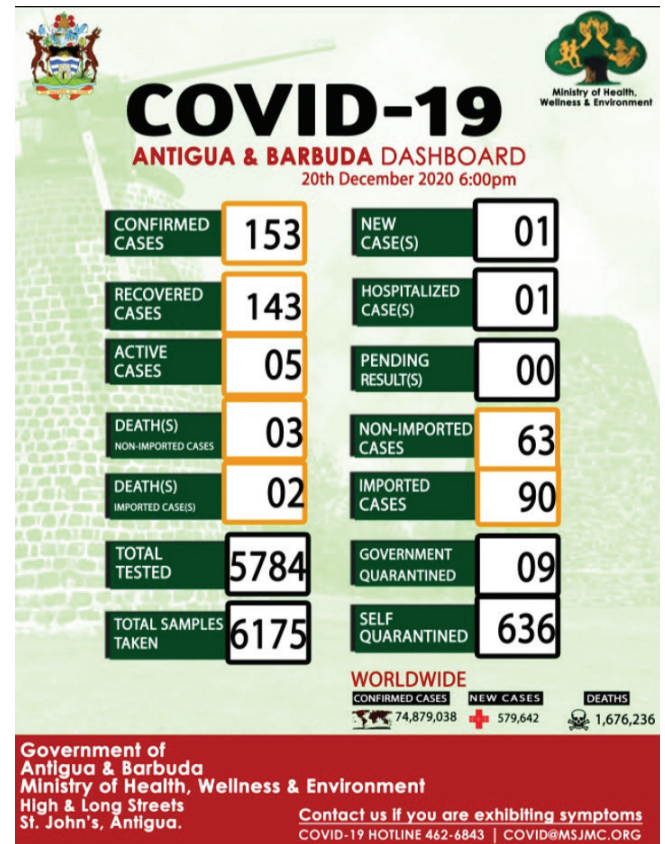 Ministry of Health,
Wellness & Environment
COVID-19
ANTIGUA & BARBUDA DASHBOARD
20th December 2020 6:00pm
CONFIRMED
CASES
153
RECOVERED
CASES
143
ACTIVE
CASES
05
DEATH(S)
NON-IMPORTED CASES
03
DEATH(S)
IMPORTED CASE(S)
02
TOTAL
TESTED
5784
TOTAL SAMPLES
TAKEN
6175
NEW
CASE(S)
01
HOSPITALIZED
CASE(S)
01
PENDING
RESULT(S)
00
NON-IMPORTED
CASES
63
IMPORTED
CASES
90
GOVERNMENT
QUARANTINED
09
SELF
QUARANTINED
636
WORLDWIDE
CONFIRMED CASES
74,879,038
NEW CASES
579,642
DEATHS
1,676,236
Government of
Antigua & Barbuda
Ministry of Health, Wellness & Environment
High & Long Streets
St. John's, Antigua.
Contact us if you are exhibiting symptoms
COVID-19 HOTLINE 462-6843 | COVID@MSJMC.ORG